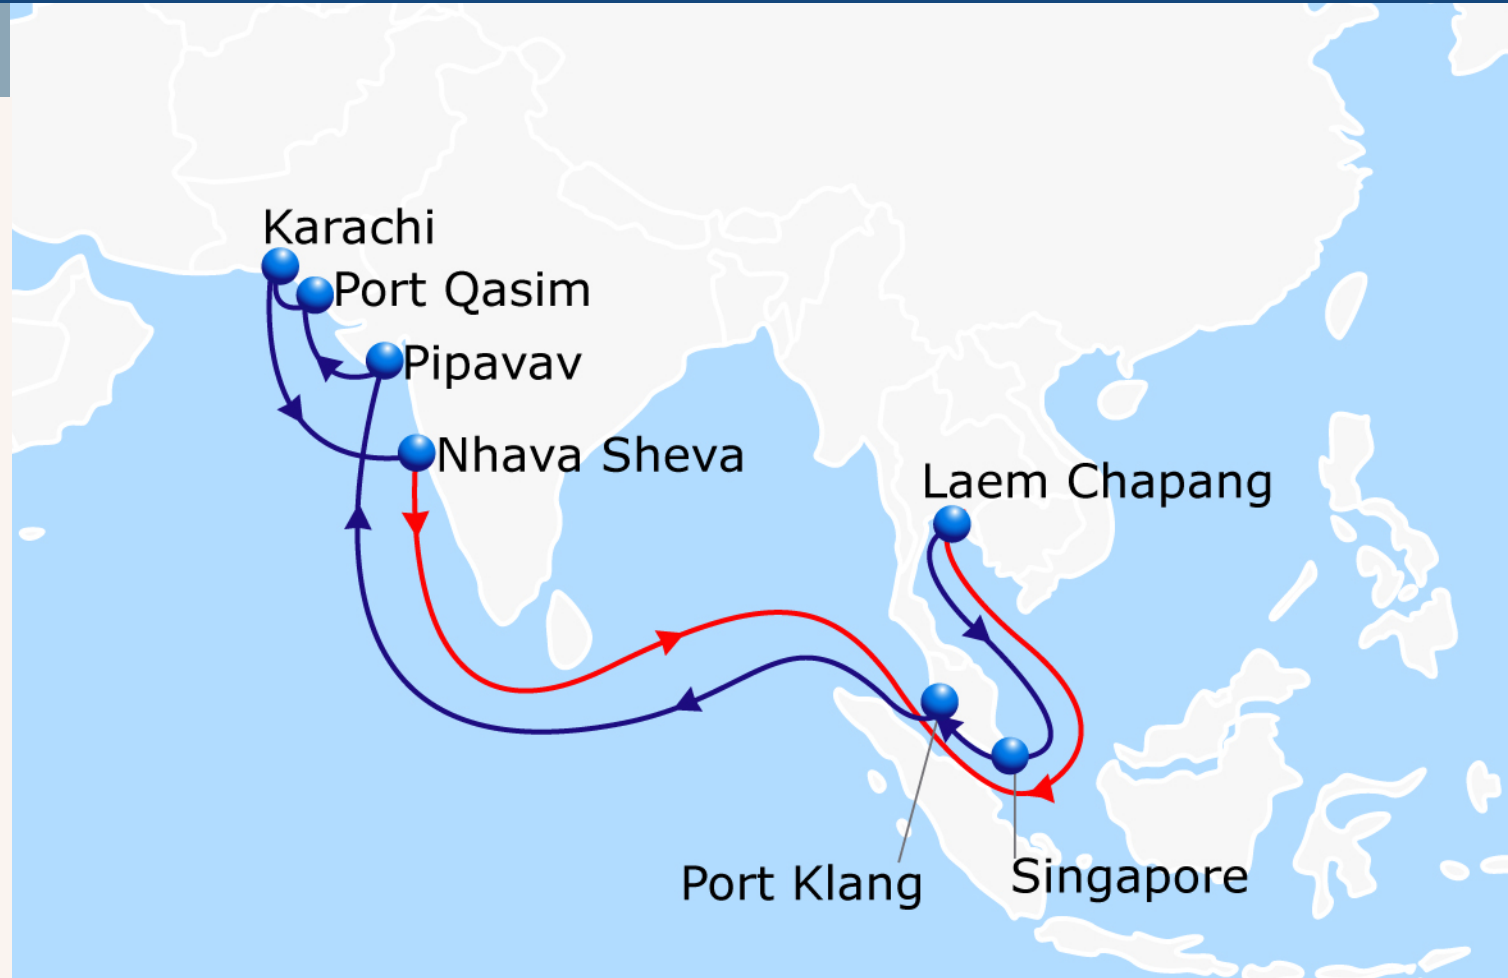 Karachi
Port Qasim
Pipavav
Nhava Sheva
Laem Chapang
Port Klang
Singapore